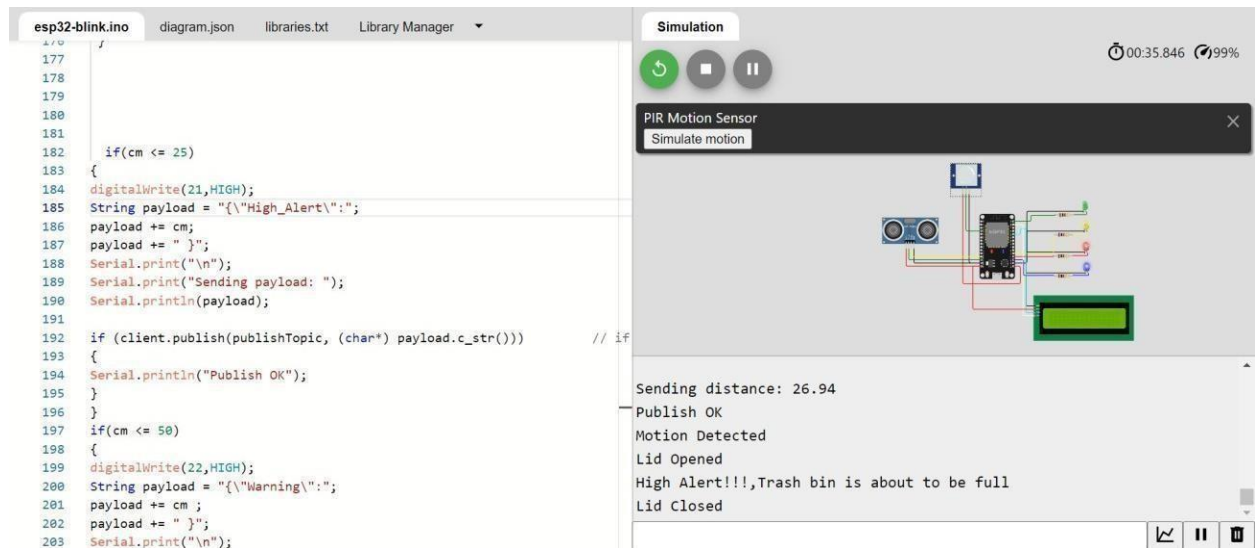 esp32-blink.ino diagram.json libraries.txt Library Manager
176 }
177
178
179
180
181
182 if(cm <= 25)
183 {
184 digitalWrite(21,HIGH);
185 String payload = "{\"High_Alert\":";
186 payload += cm;
187 payload += " }";
188 Serial.print("\n");
189 Serial.print("Sending payload: ");
190 Serial.println(payload);
191
192 if (client.publish(publishTopic, (char*) payload.c_str())) // if
193 {
194 Serial.println("Publish OK");
195 }
196 }
197 if(cm <= 50)
198 {
199 digitalWrite(22,HIGH);
200 String payload = "{\"Warning\":";
201 payload += cm ;
202 payload += " }";
203 Serial.print("\n");
Simulation
00:35.846 99%
PIR Motion Sensor
Simulate motion
Sending distance: 26.94
Publish OK
Motion Detected
Lid Opened
High Alert!!!,Trash bin is about to be full
Lid Closed